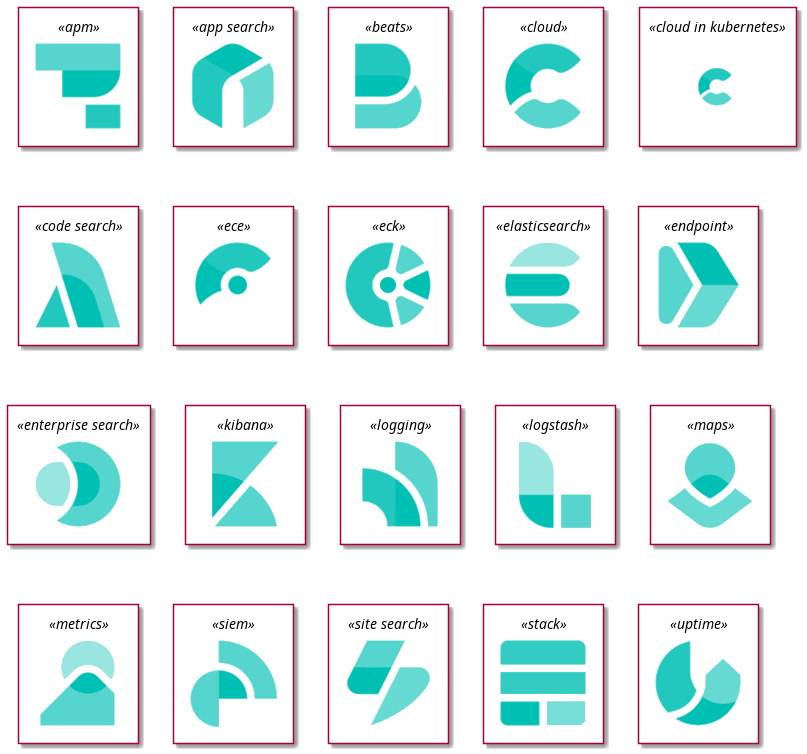 «apm»
«app search»
«beats»
«cloud»
«cloud in kubernetes»
«code search»
«ece»
«eck»
«elasticsearch»
«endpoint»
«enterprise search»
«kibana»
«logging»
«logstash»
«maps»
«metrics»
«siem»
«site search»
«stack»
«uptime»